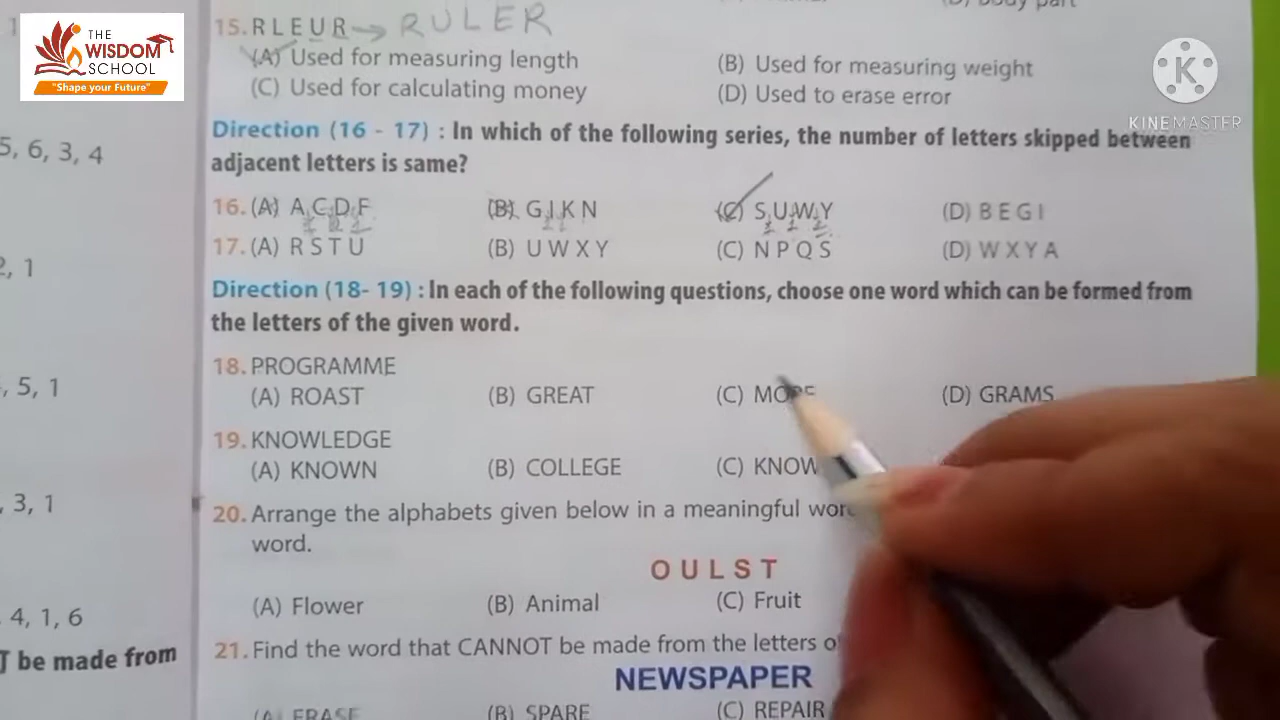 THE
WISDOM
SCHOOL
"Shape your Future"
KINEMASTER
15. RLEUR → RULER
(A) Used for measuring length (B) Used for measuring weight
(C) Used for calculating money (D) Used to erase error
Direction (16 - 17) : In which of the following series, the number of letters skipped between
adjacent letters is same?
16. (A) A C D F (B) G I K N (C) S U W Y (D) B E G I
17. (A) R S T U (B) U W X Y (C) N P Q S (D) W X Y A
Direction (18- 19) : In each of the following questions, choose one word which can be formed from
the letters of the given word.
18. PROGRAMME
(A) ROAST (B) GREAT (C) MORE (D) GRAMS
19. KNOWLEDGE
(A) KNOWN (B) COLLEGE (C) KNOW
20. Arrange the alphabets given below in a meaningful
word.
O U L S T
(A) Flower (B) Animal (C) Fruit
21. Find the word that CANNOT be made from the letters
NEWSPAPER
(A) ERASE (B) SPARE (C) REPAIR
5, 6, 3, 4
2, 1
, 5, 1
, 3, 1
4, 1, 6
be made from